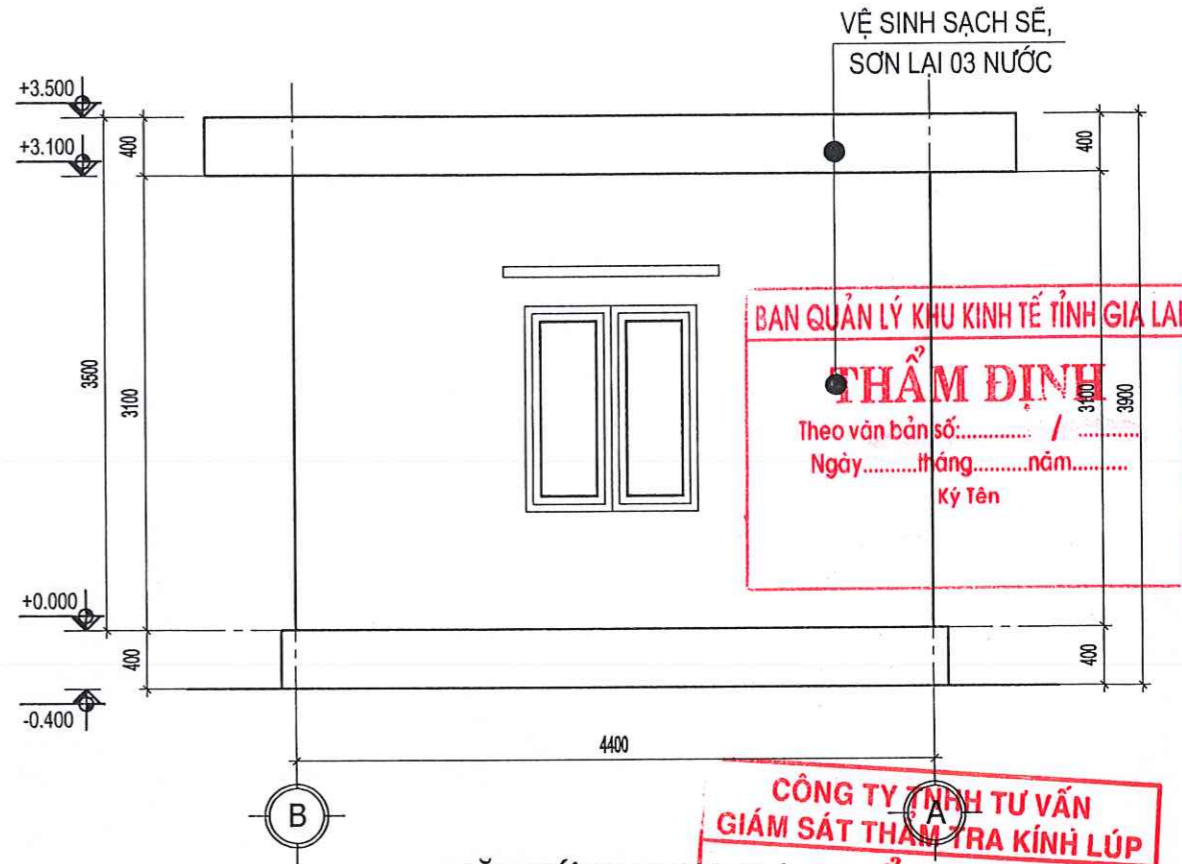 VỆ SINH SẠCH SẼ,
SƠN LẠI 03 NƯỚC
+3.500
+3.100
400
400
3500
3100
BAN QUẢN LÝ KHU KINH TẾ TỈNH GIA LAI
THẨM ĐỊNH
Theo văn bản số:............ / ...........
Ngày.........tháng.........năm.........
Ký Tên
3100
3900
+0.000
400
400
-0.400
4400
B
A
CÔNG TY TNHH TƯ VẤN
GIÁM SÁT THẨM TRA KÍNH LÚP